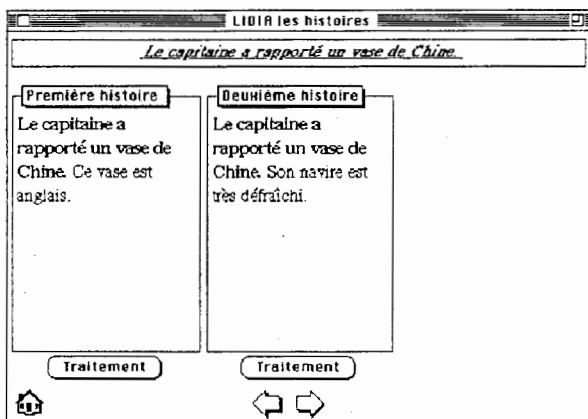 LIDIA les histoires
Le capitaine a rapporté un vase de Chine.
Première histoire
Le capitaine a
rapporté un vase de
Chine. Ce vase est
anglais.
Traitement
Deuxième histoire
Le capitaine a
rapporté un vase de
Chine. Son navire est
très défraîchi.
Traitement